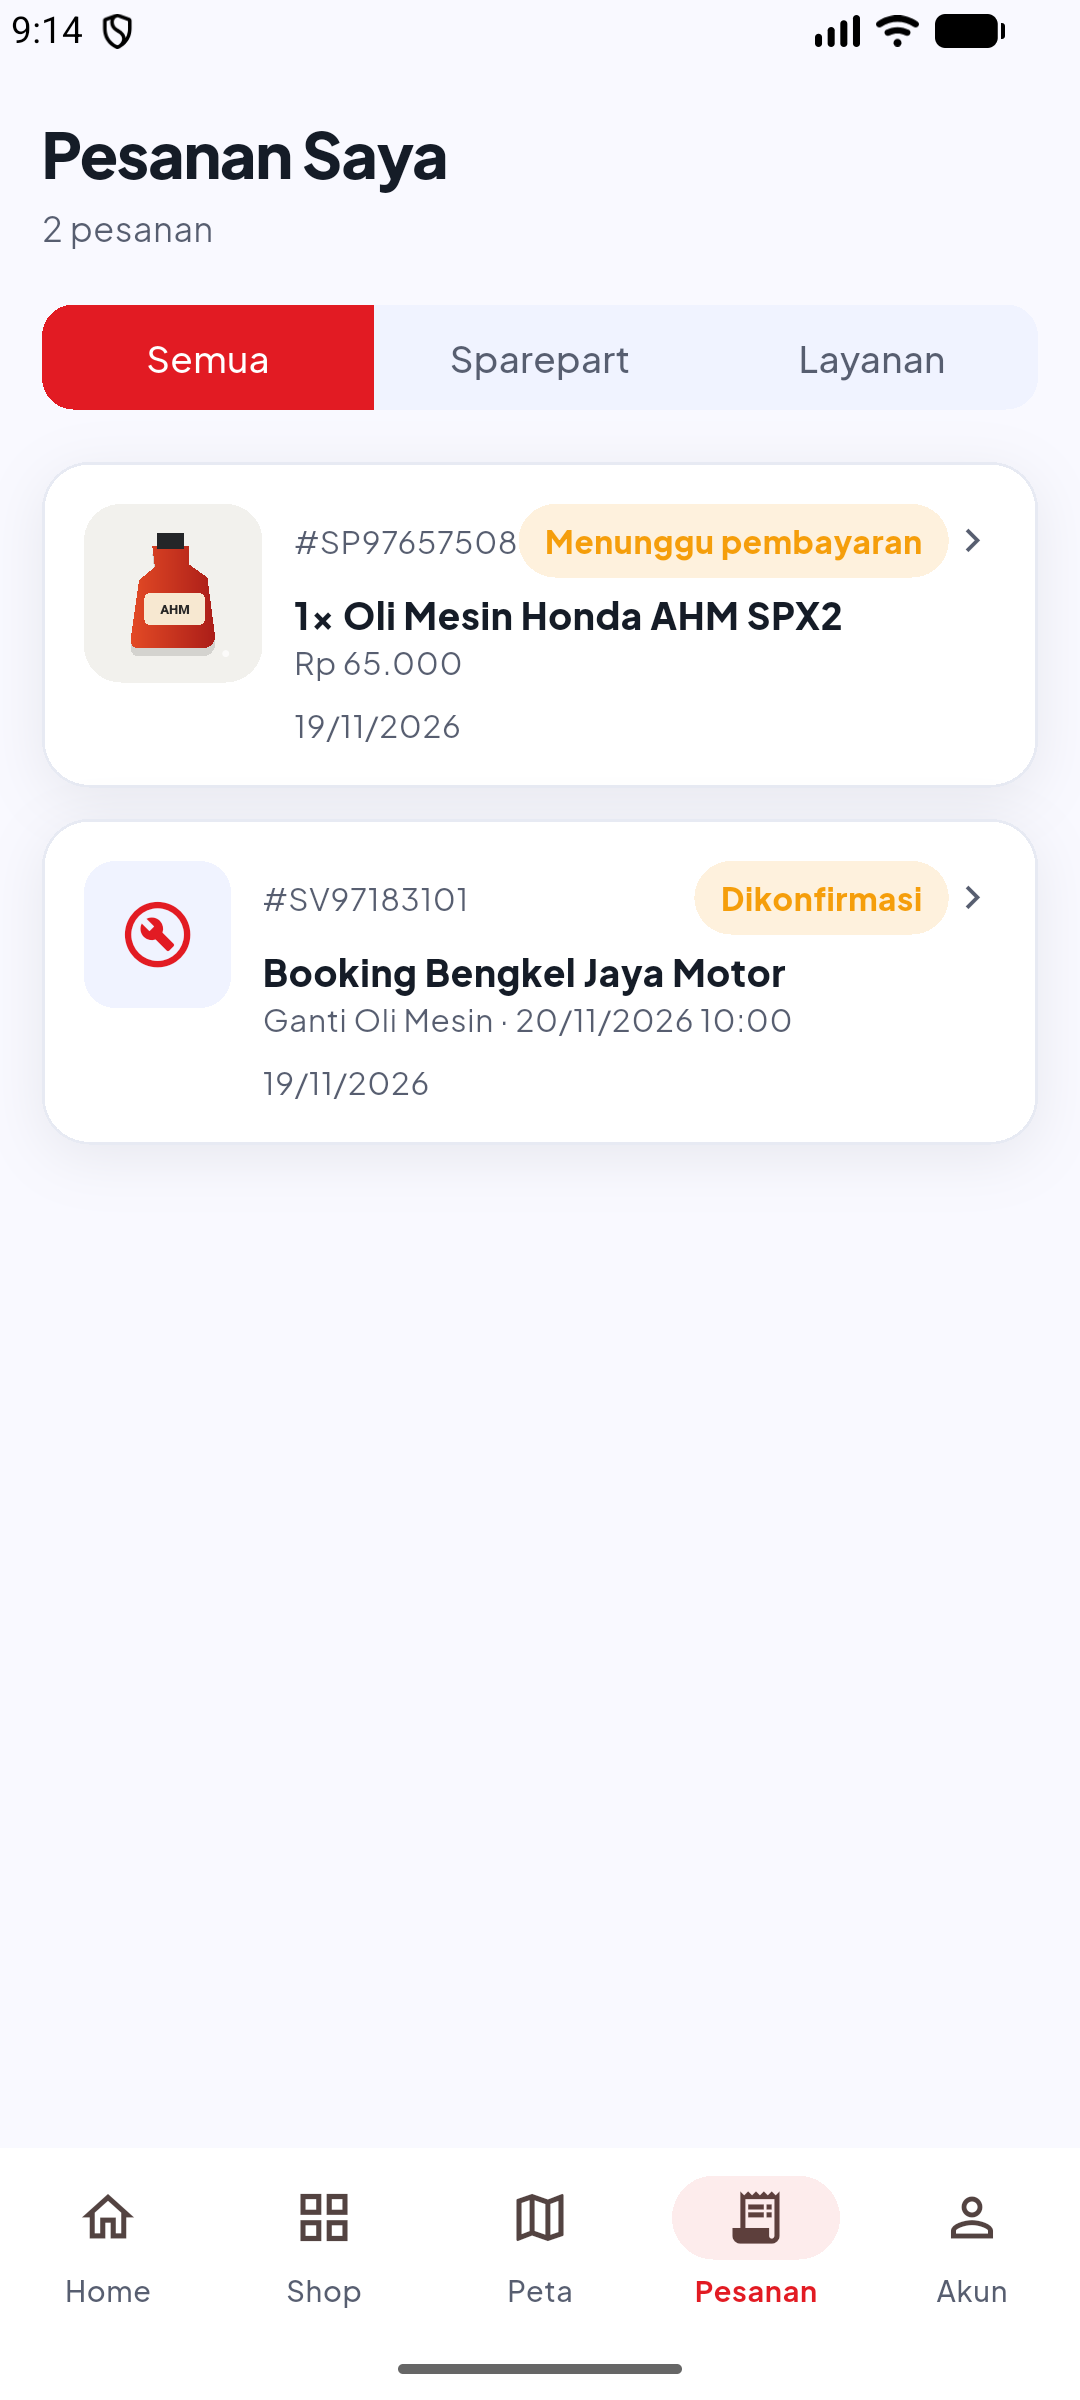 9:14
Pesanan Saya
2 pesanan
Semua Sparepart Layanan
#SP97657508 Menunggu pembayaran
AHM
1× Oli Mesin Honda AHM SPX2
Rp 65.000
19/11/2026
#SV97183101 Dikonfirmasi
Booking Bengkel Jaya Motor
Ganti Oli Mesin · 20/11/2026 10:00
19/11/2026
Home Shop Peta Pesanan Akun